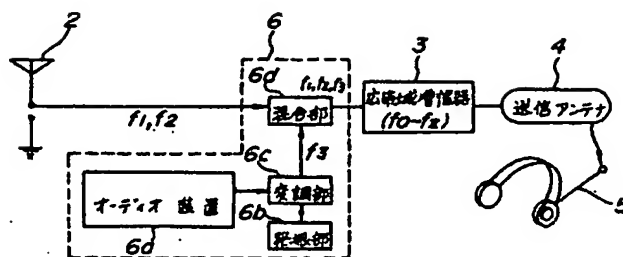 2
6
6d
f1,f2,f3
混合部
3
広帯域増幅器
(f0~fz)
4
送信アンテナ
f1,f2
f3
6c
変調部
オーディオ装置
6b
発振部
6a
5